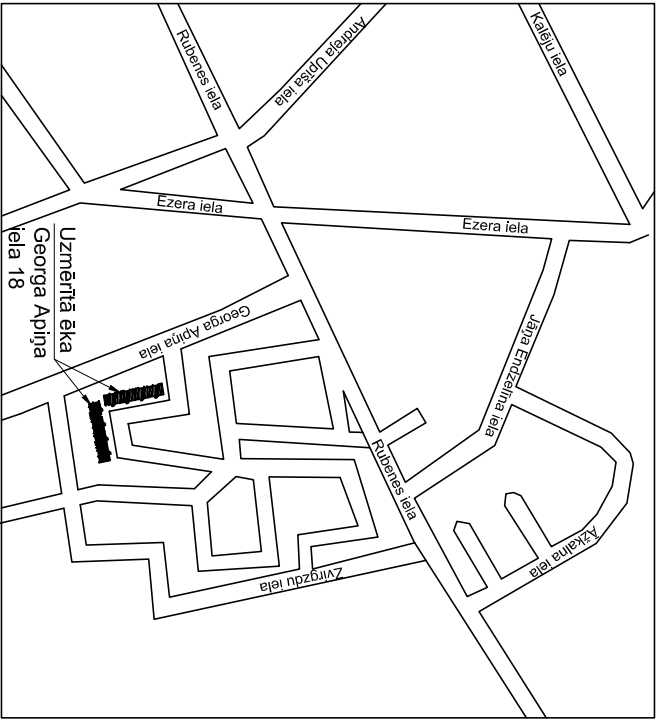 Kalēju iela
Andreja Upīša iela
Rubenes iela
Ezera iela
Ezera iela
Jāņa Endzelīna iela
Georga Apiņa iela
Rubenes iela
Āžkalna iela
Zvirgzdu iela
Uzmērītā ēka
Georga Apiņa
iela 18